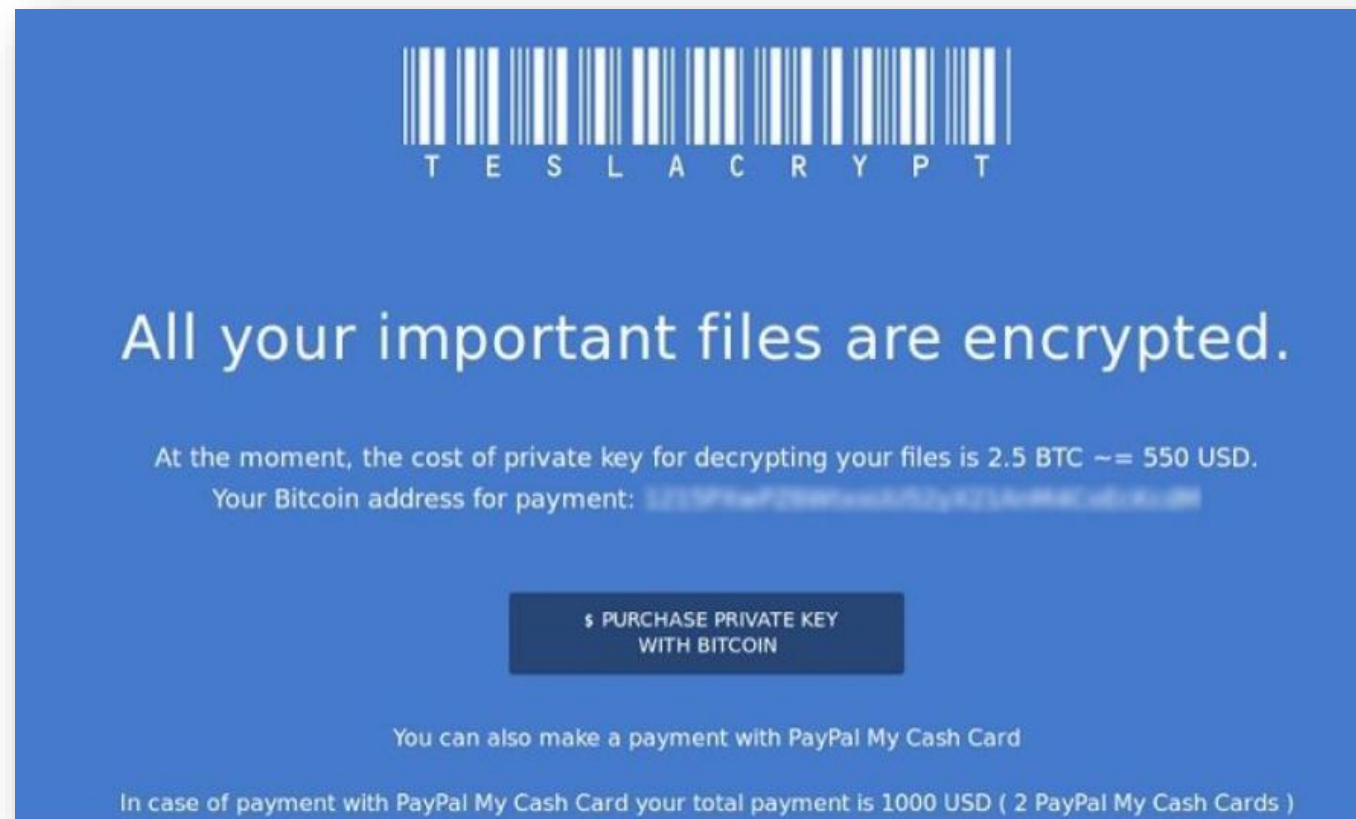 TESLACRYPT
All your important files are encrypted.
At the moment, the cost of private key for decrypting your files is 2.5 BTC ~= 550 USD.
Your Bitcoin address for payment:
$ PURCHASE PRIVATE KEY
WITH BITCOIN
You can also make a payment with PayPal My Cash Card
In case of payment with PayPal My Cash Card your total payment is 1000 USD ( 2 PayPal My Cash Cards )